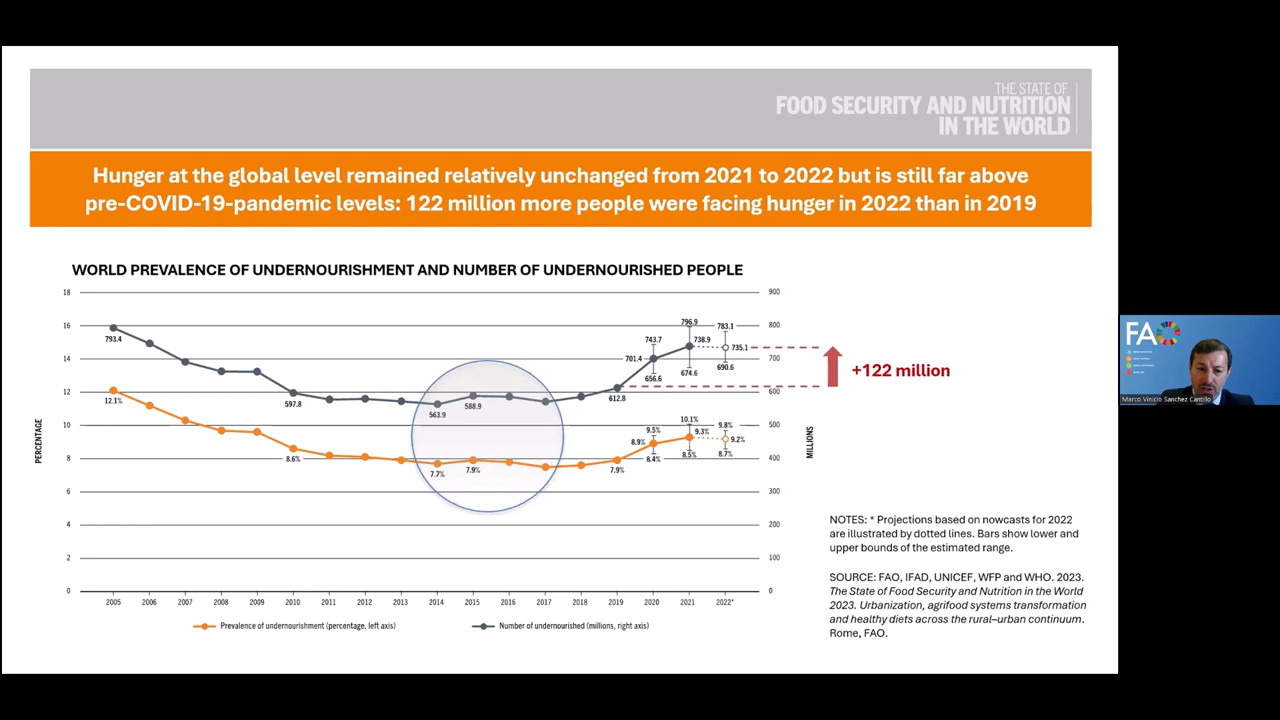 THE STATE OF
FOOD SECURITY AND NUTRITION
IN THE WORLD
Hunger at the global level remained relatively unchanged from 2021 to 2022 but is still far above
pre-COVID-19-pandemic levels: 122 million more people were facing hunger in 2022 than in 2019
WORLD PREVALENCE OF UNDERNOURISHMENT AND NUMBER OF UNDERNOURISHED PEOPLE
18
16
14
12
10
8
6
4
2
0
PERCENTAGE
900
800
700
600
500
400
300
200
100
0
MILLIONS
793.4
597.8
563.9
588.9
612.8
743.7
701.4
656.6
796.9
738.9
674.6
783.1
735.1
690.6
12.1%
8.6%
7.7%
7.9%
7.9%
9.5%
8.9%
8.4%
10.1%
9.3%
8.5%
9.8%
9.2%
8.7%
+122 million
2005 2006 2007 2008 2009 2010 2011 2012 2013 2014 2015 2016 2017 2018 2019 2020 2021 2022*
Prevalence of undernourishment (percentage, left axis) Number of undernourished (millions, right axis)
NOTES: * Projections based on nowcasts for 2022
are illustrated by dotted lines. Bars show lower and
upper bounds of the estimated range.
SOURCE: FAO, IFAD, UNICEF, WFP and WHO. 2023.
The State of Food Security and Nutrition in the World
2023. Urbanization, agrifood systems transformation
and healthy diets across the rural–urban continuum.
Rome, FAO.
FAO
Marco Vinicio Sanchez Cantillo